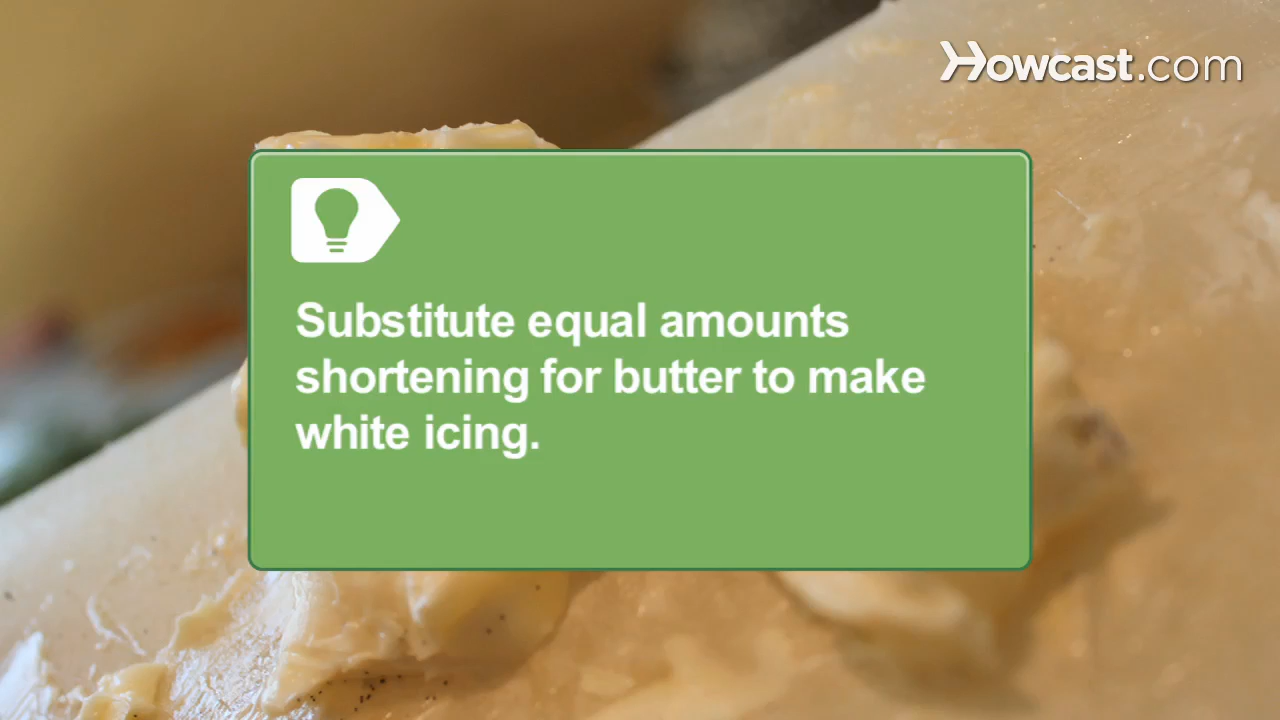 Howcast.com
Substitute equal amounts
shortening for butter to make
white icing.